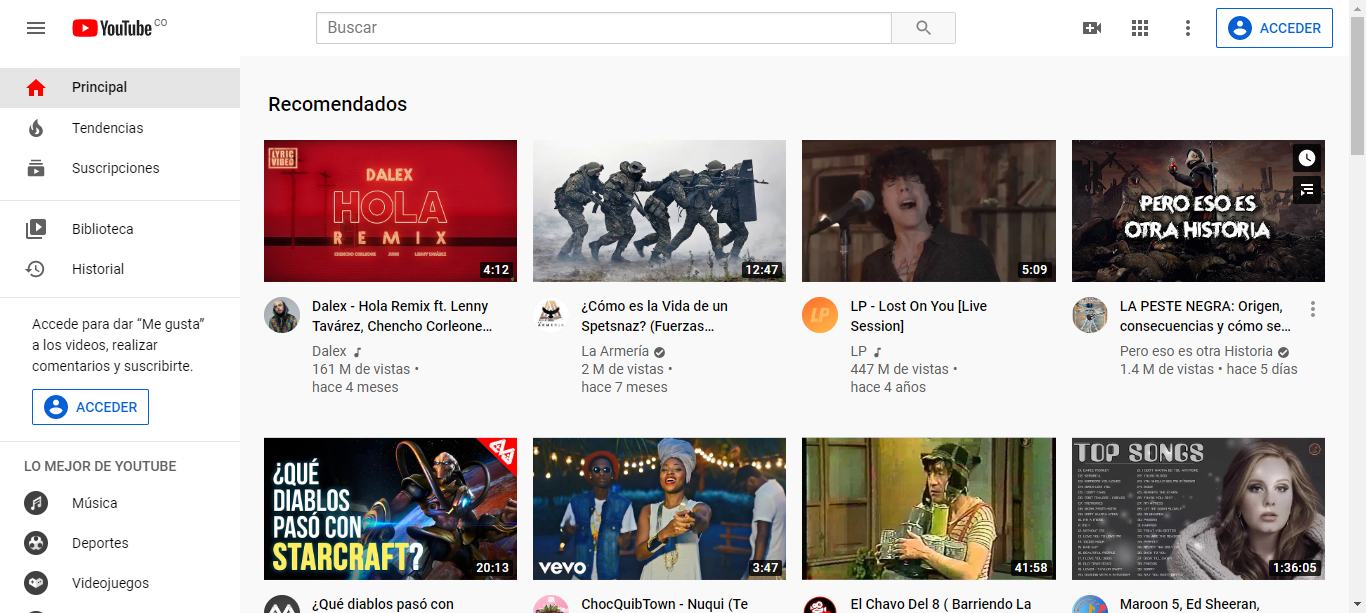 YouTube CO
Buscar
ACCEDER
Principal
Tendencias
Suscripciones
Biblioteca
Historial
Accede para dar “Me gusta”
a los videos, realizar
comentarios y suscribirte.
ACCEDER
LO MEJOR DE YOUTUBE
Música
Deportes
Videojuegos
Recomendados
LYRIC
VIDEO
DALEX
HOLA
REMIX
CHENCHO CORLEONE
LENNY TAVÁREZ
4:12
Dalex - Hola Remix ft. Lenny
Tavárez, Chencho Corleone...
Dalex
161 M de vistas •
hace 4 meses
12:47
¿Cómo es la Vida de un
Spetsnaz? (Fuerzas...
La Armería
2 M de vistas •
hace 7 meses
5:09
LP
LP - Lost On You [Live
Session]
LP
447 M de vistas •
hace 4 años
PERO ESO ES
OTRA HISTORIA
LA PESTE NEGRA: Origen,
consecuencias y cómo se...
Pero eso es otra Historia
1.4 M de vistas • hace 5 días
¿QUÉ
DIABLOS
PASÓ CON
STARCRAFT?
20:13
¿Qué diablos pasó con
vevo
3:47
ChocQuibTown - Nuqui (Te
41:58
El Chavo Del 8 ( Barriendo La
TOP SONGS
1:36:05
Maroon 5, Ed Sheeran,